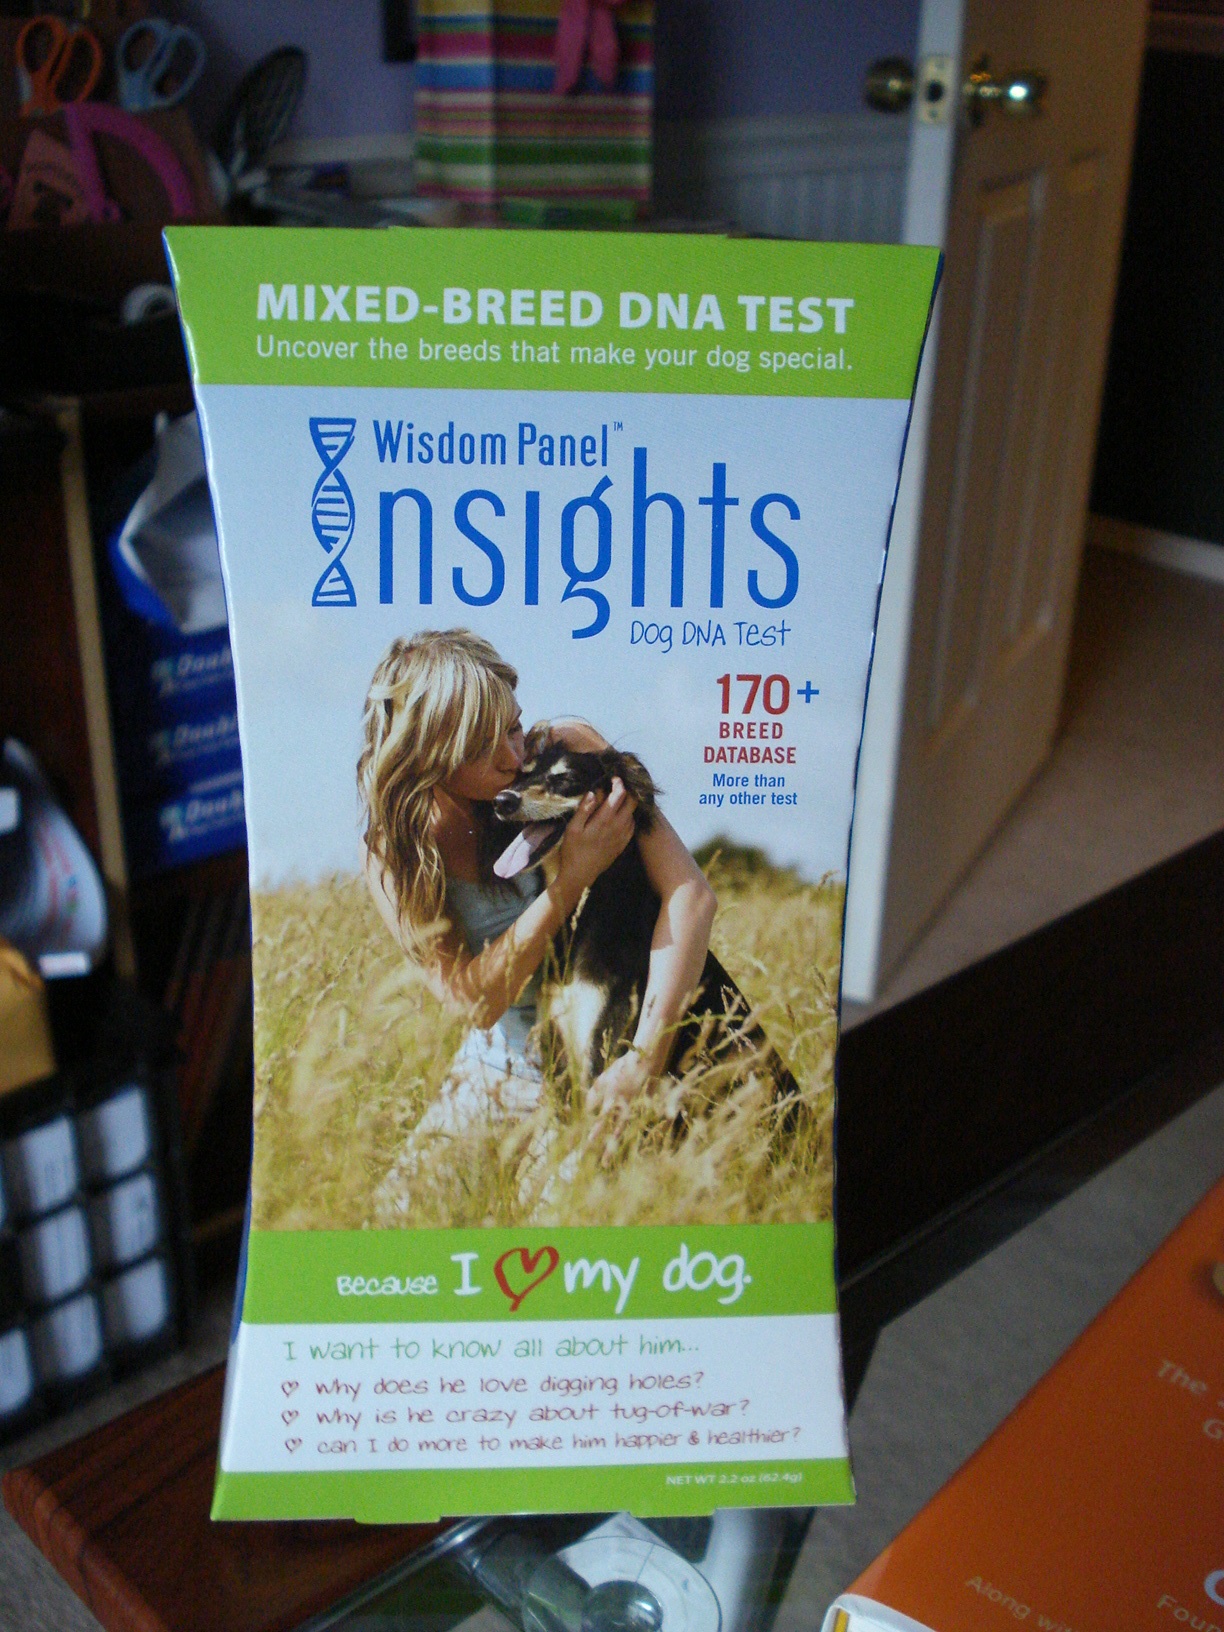 MIXED-BREED DNA TEST
Uncover the breeds that make your dog special.
Wisdom Panel™
Insights
Dog DNA Test
170+
BREED
DATABASE
More than
any other test
Because I ♡ my dog.
I want to know all about him...
♡ why does he love digging holes?
♡ why is he crazy about tug-of-war?
♡ can I do more to make him happier & healthier?
NET WT 2.2 oz (62.4g)
The
Along